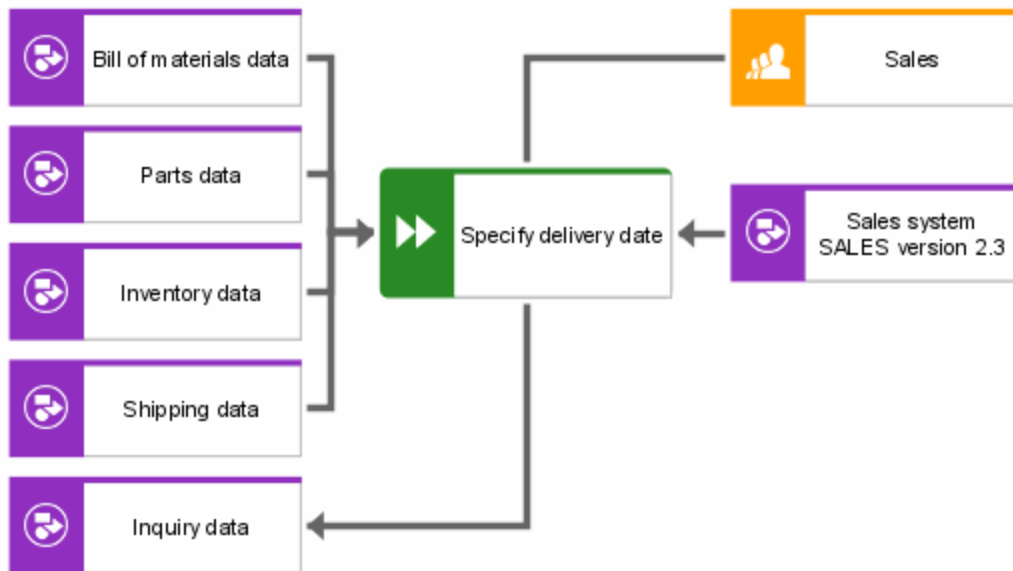 Bill of materials data
Sales
Parts data
Specify delivery date
Sales system
SALES version 2.3
Inventory data
Shipping data
Inquiry data